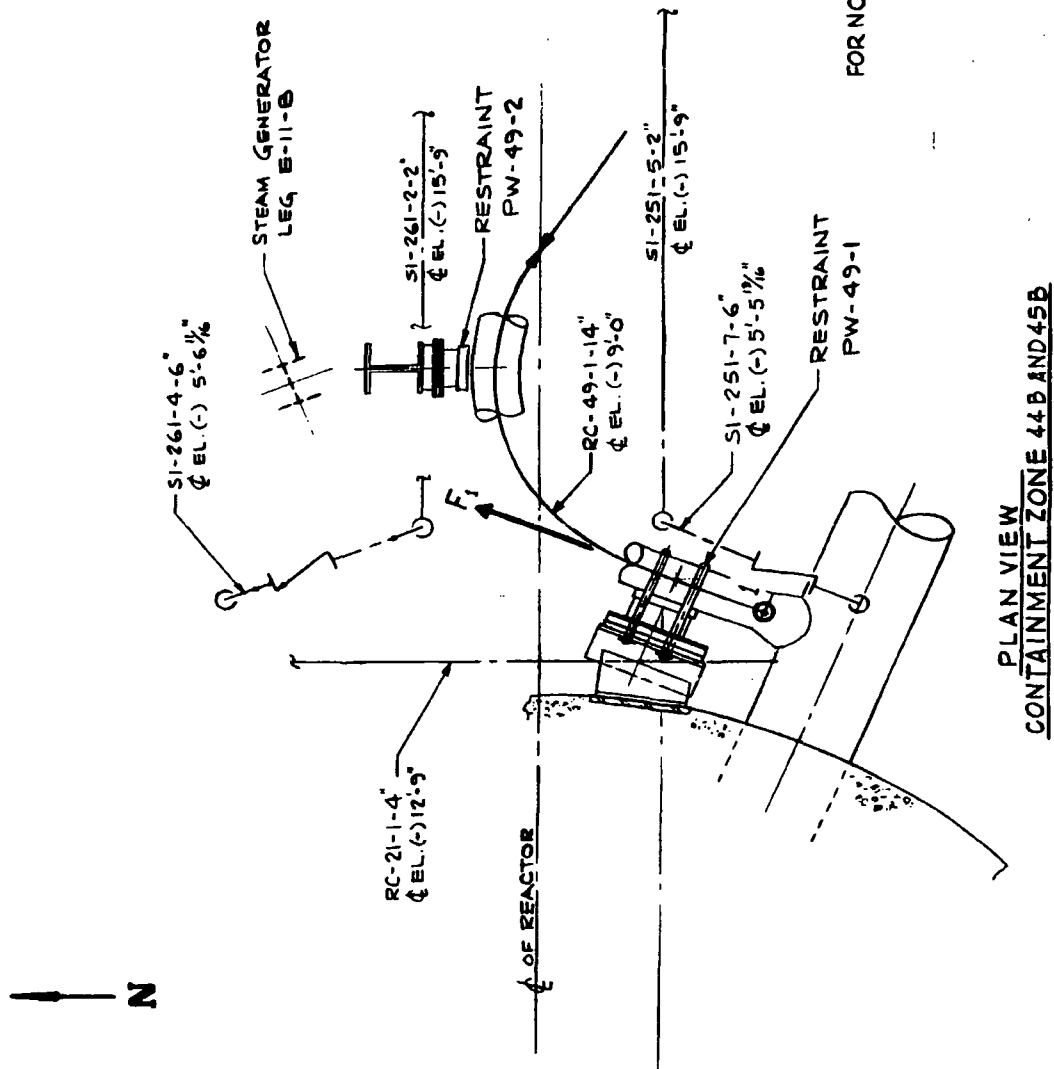 STEAM GENERATOR
LEG E-11-B
SI-261-4-6"
₵ EL.(-) 5'-6 11/16"
SI-261-2-2"
₵ EL.(-) 15'-9"
RESTRAINT
PW-49-2
FOR NO
F1
RC-49-1-14"
₵ EL.(-) 9'-0"
SI-251-5-2"
₵ EL.(-) 15'-9"
RC-21-1-4"
₵ EL.(-) 12'-9"
SI-251-7-6"
₵ EL.(-) 5'-5 13/16"
₵ OF REACTOR
RESTRAINT
PW-49-1
1
N
PLAN VIEW
CONTAINMENT ZONE 44B AND 45B